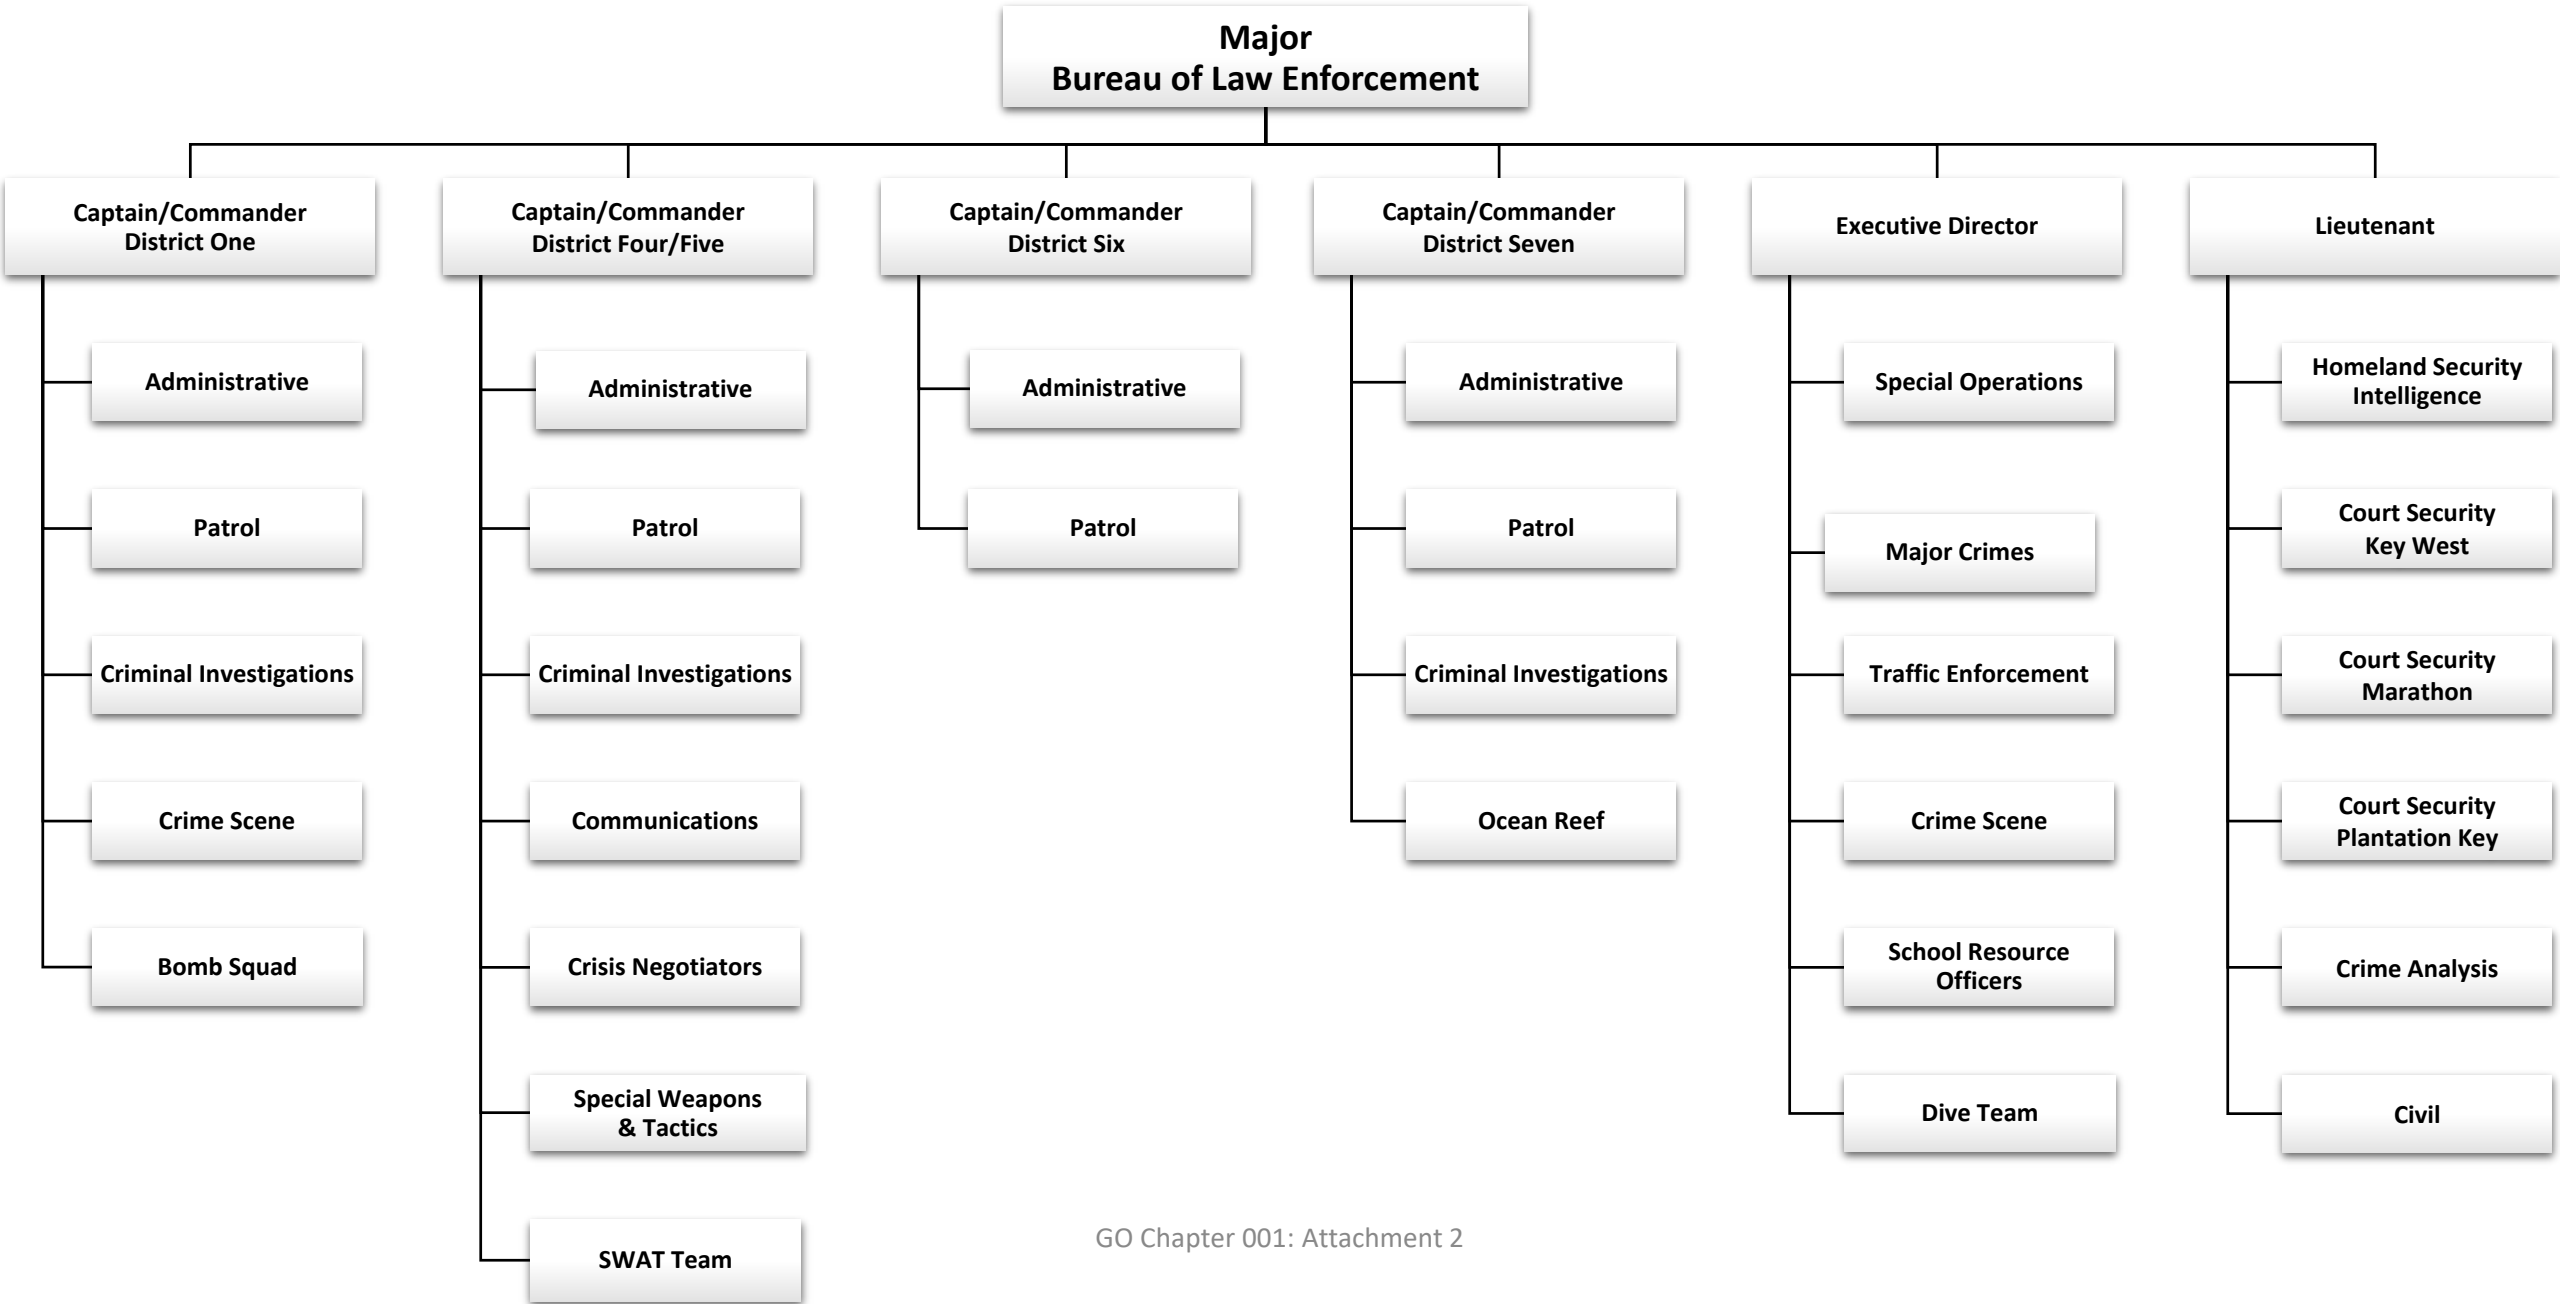 Major
Bureau of Law Enforcement
Captain/Commander
District One
Administrative
Patrol
Criminal Investigations
Crime Scene
Bomb Squad
Captain/Commander
District Four/Five
Administrative
Patrol
Criminal Investigations
Communications
Crisis Negotiators
Special Weapons
& Tactics
SWAT Team
Captain/Commander
District Six
Administrative
Patrol
Captain/Commander
District Seven
Administrative
Patrol
Criminal Investigations
Ocean Reef
Executive Director
Special Operations
Major Crimes
Traffic Enforcement
Crime Scene
School Resource
Officers
Dive Team
Lieutenant
Homeland Security
Intelligence
Court Security
Key West
Court Security
Marathon
Court Security
Plantation Key
Crime Analysis
Civil
GO Chapter 001: Attachment 2